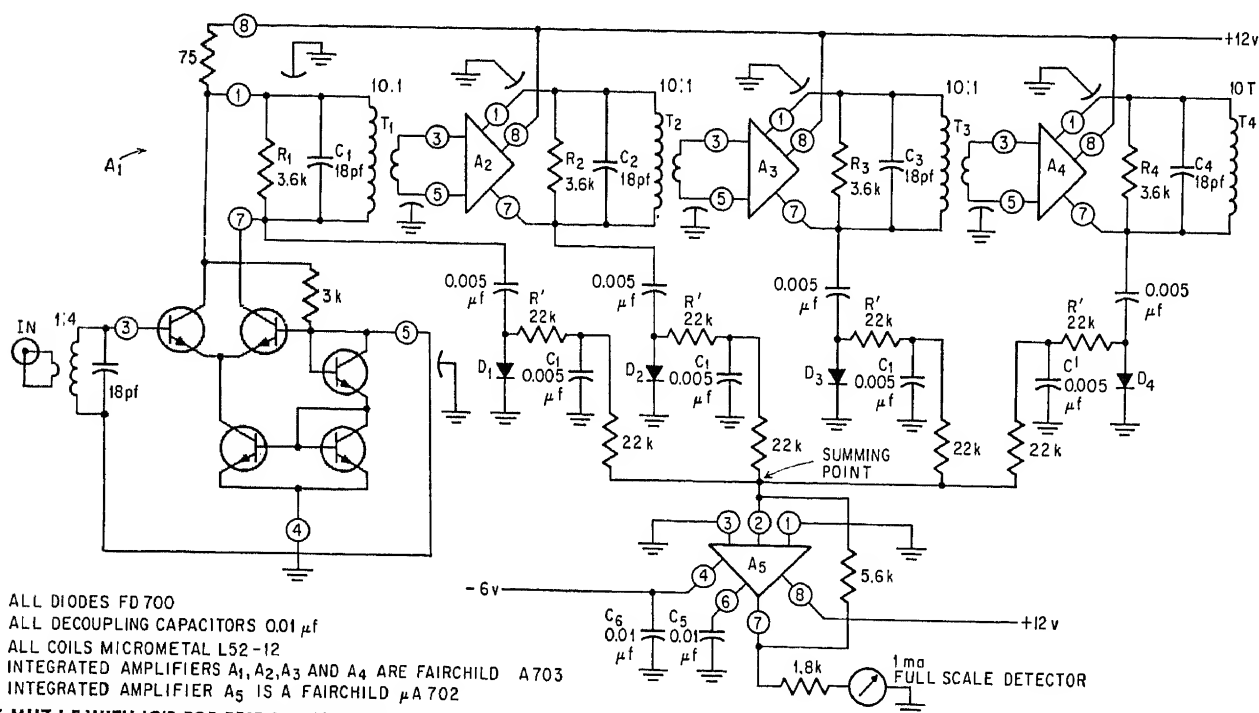 8
75
+12v
1
10:1
10:1
10:1
10T
A1
R1
3.6k
C1
18pf
T1
3
5
A2
1
8
7
R2
3.6k
C2
18pf
T2
3
5
A3
1
8
7
R3
3.6k
C3
18pf
T3
3
5
A4
1
8
7
R4
3.6k
C4
18pf
T4
7
3k
IN
1:4
3
18pf
5
4
0.005
μf
R'
22k
D1
C1
0.005
μf
22k
0.005
μf
R'
22k
D2
C1
0.005
μf
22k
0.005
μf
R'
22k
D3
C1
0.005
μf
22k
0.005
μf
R'
22k
C'
0.005
μf
D4
22k
SUMMING
POINT
3
2
1
A5
4
6
7
8
5.6k
-6v
C6
0.01
μf
C5
0.01
μf
+12v
1.8k
1 ma
FULL SCALE DETECTOR
ALL DIODES FD 700
ALL DECOUPLING CAPACITORS 0.01 μf
ALL COILS MICROMETAL L52-12
INTEGRATED AMPLIFIERS A1, A2, A3 AND A4 ARE FAIRCHILD A703
INTEGRATED AMPLIFIER A5 IS A FAIRCHILD μA 702